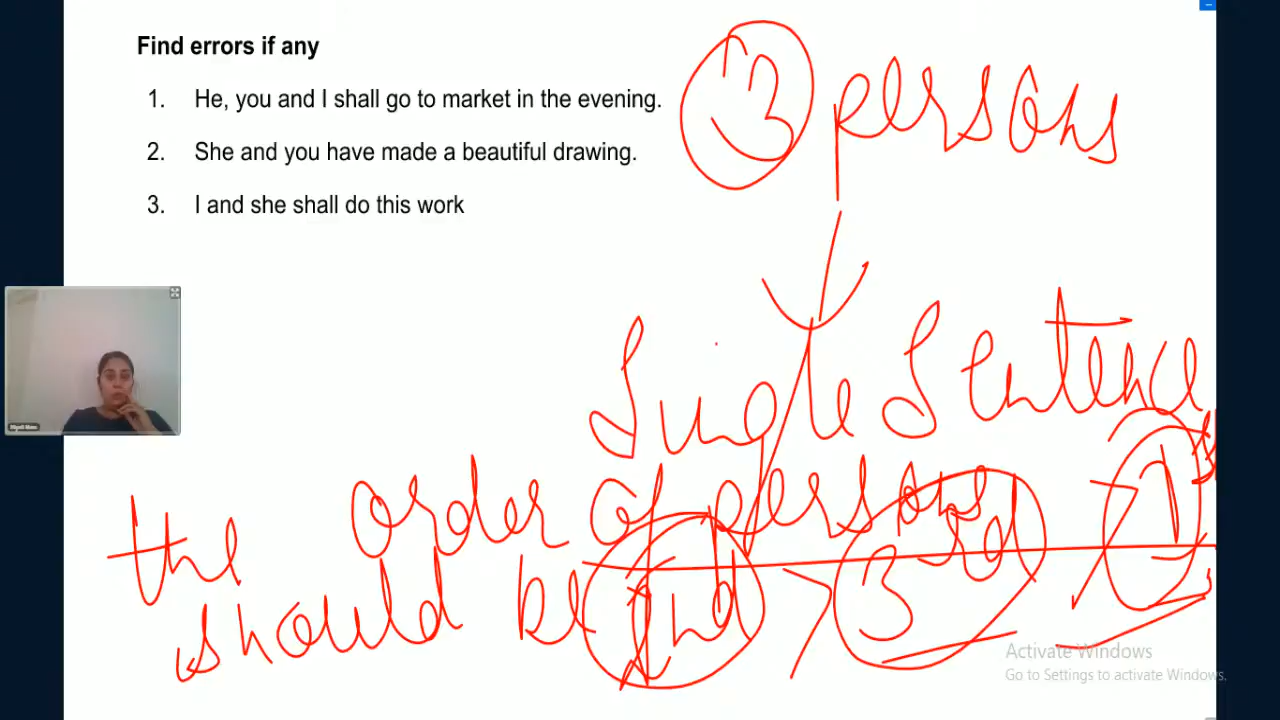 Find errors if any
1. He, you and I shall go to market in the evening.
2. She and you have made a beautiful drawing.
3. I and she shall do this work
3 persons
Single Sentence
the order of persons
should be 2nd > 3rd > 1st
Activate Windows
Go to Settings to activate Windows.